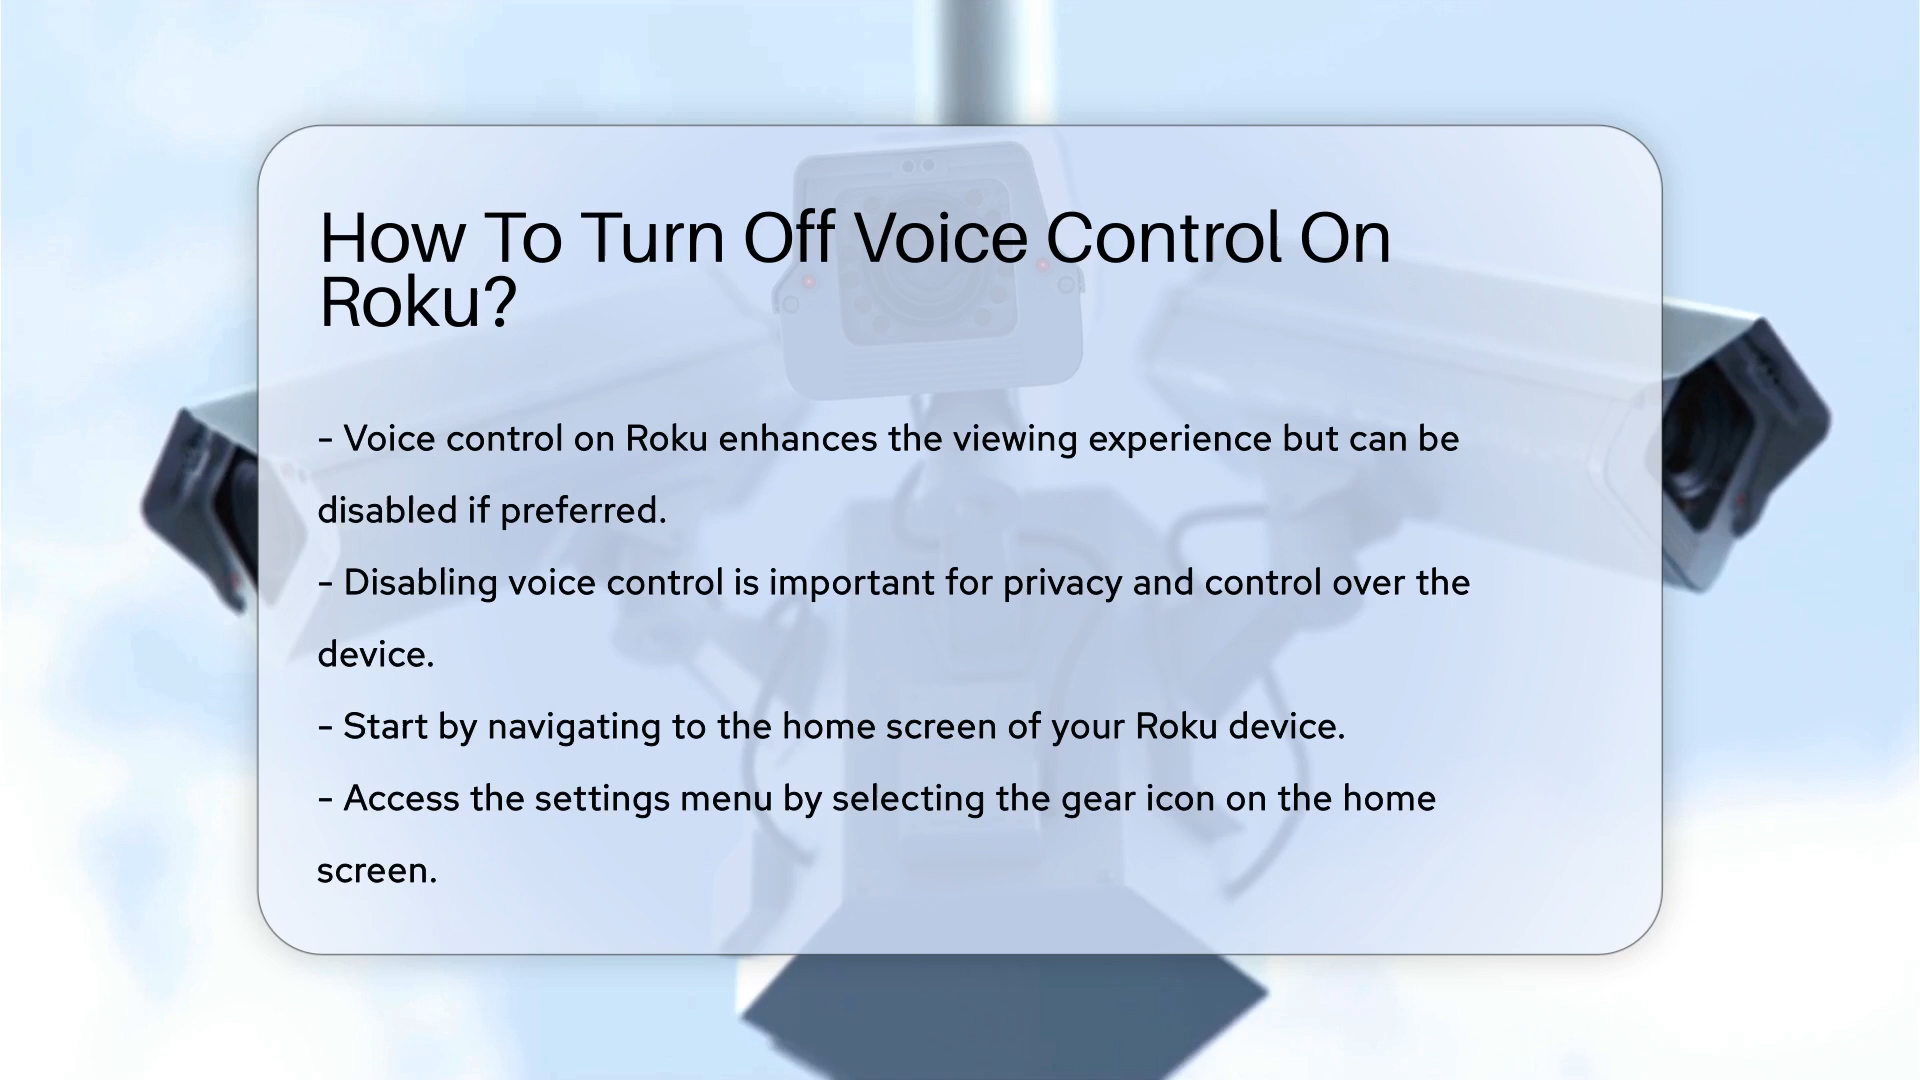 How To Turn Off Voice Control On
Roku?
- Voice control on Roku enhances the viewing experience but can be
disabled if preferred.
- Disabling voice control is important for privacy and control over the
device.
- Start by navigating to the home screen of your Roku device.
- Access the settings menu by selecting the gear icon on the home
screen.